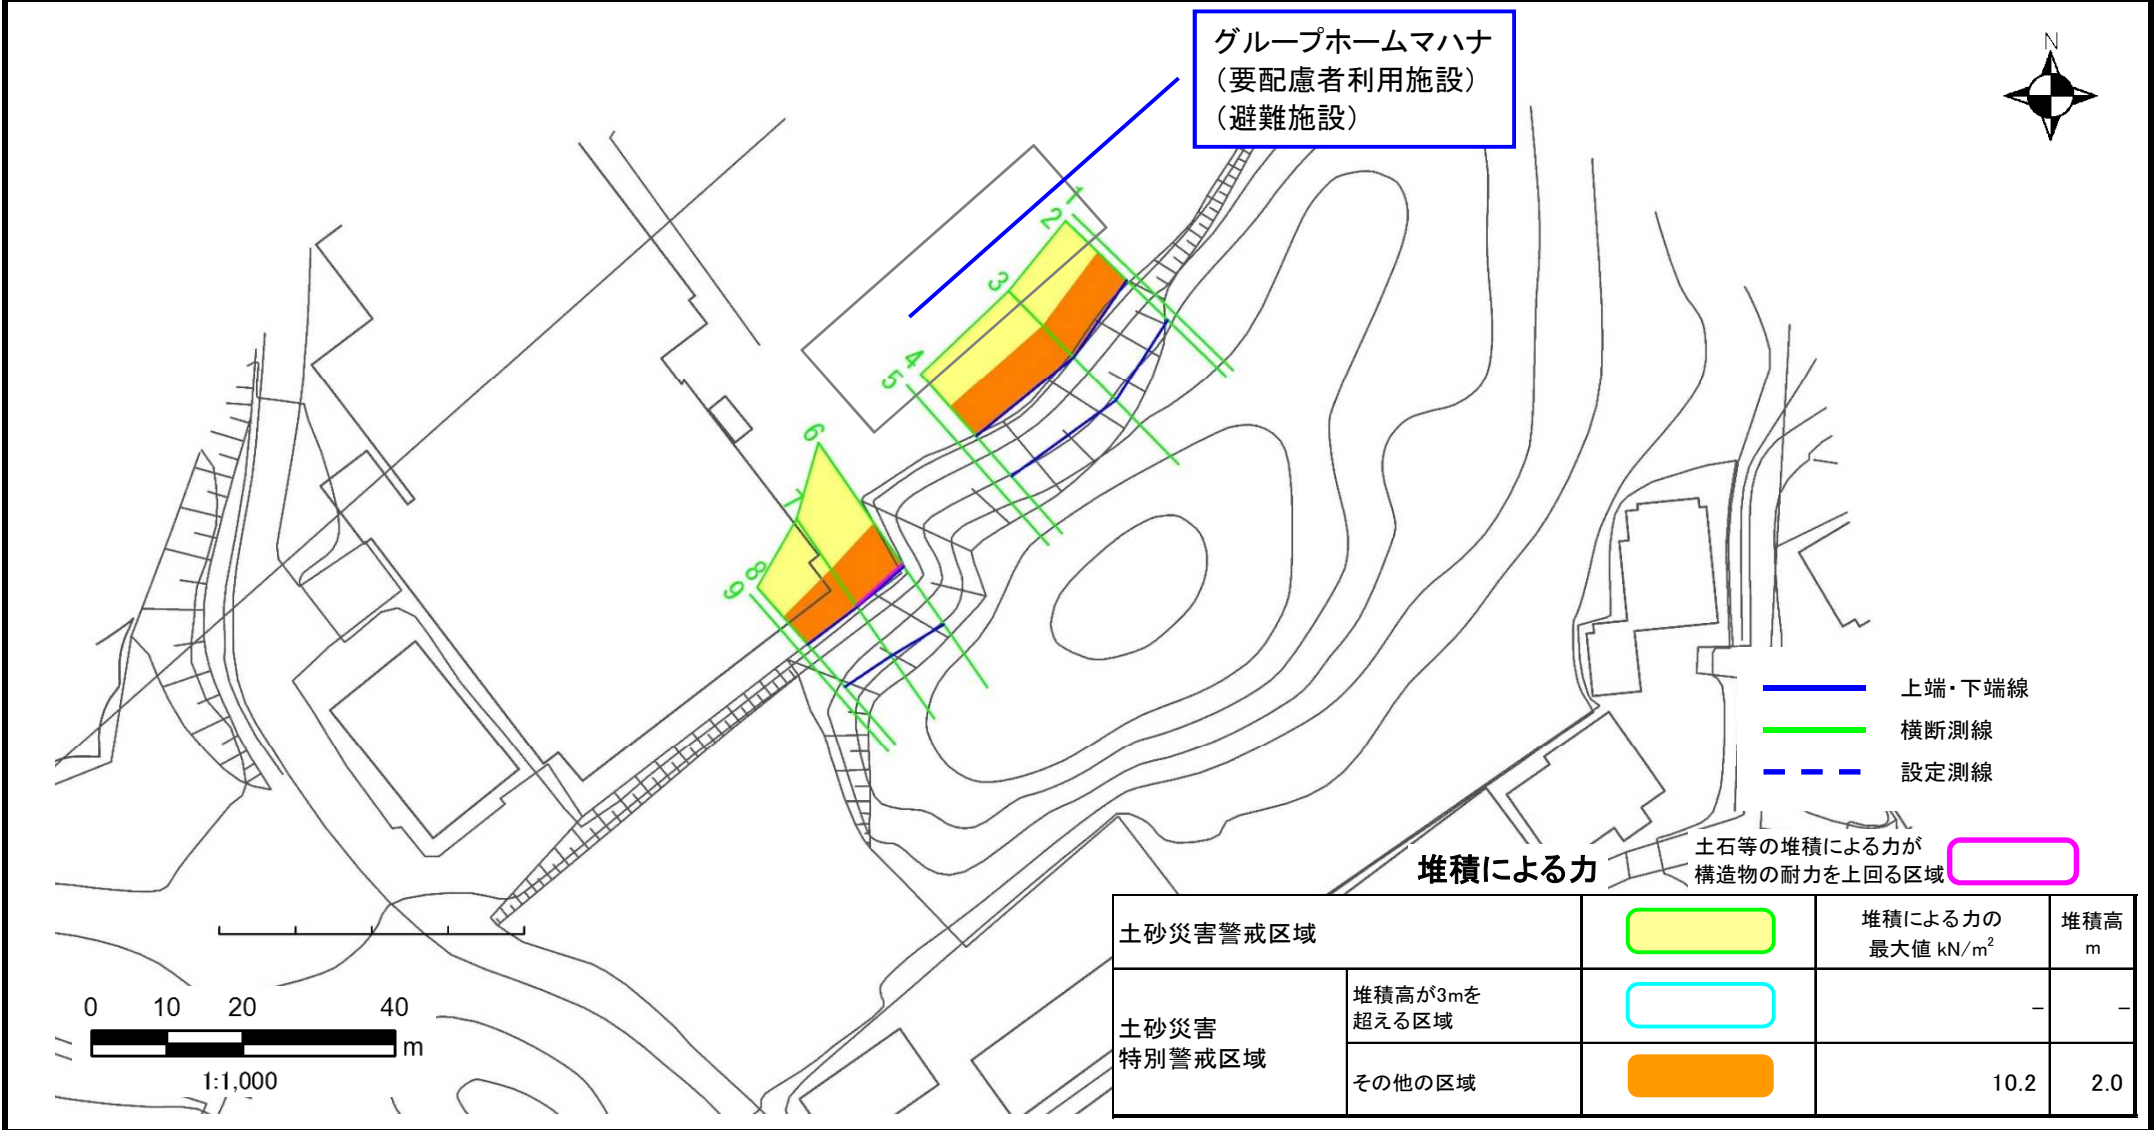 グループホームマハナ
（要配慮者利用施設）
（避難施設）
N
1
2
3
4
5
6
7
8
9
上端・下端線
横断測線
設定測線
堆積による力
土石等の堆積による力が
構造物の耐力を上回る区域
土砂災害警戒区域
堆積による力の
最大値 kN/m²
堆積高
m
土砂災害
特別警戒区域
堆積高が3mを
超える区域
－
－
その他の区域
10.2
2.0
0 10 20 40
m
1:1,000